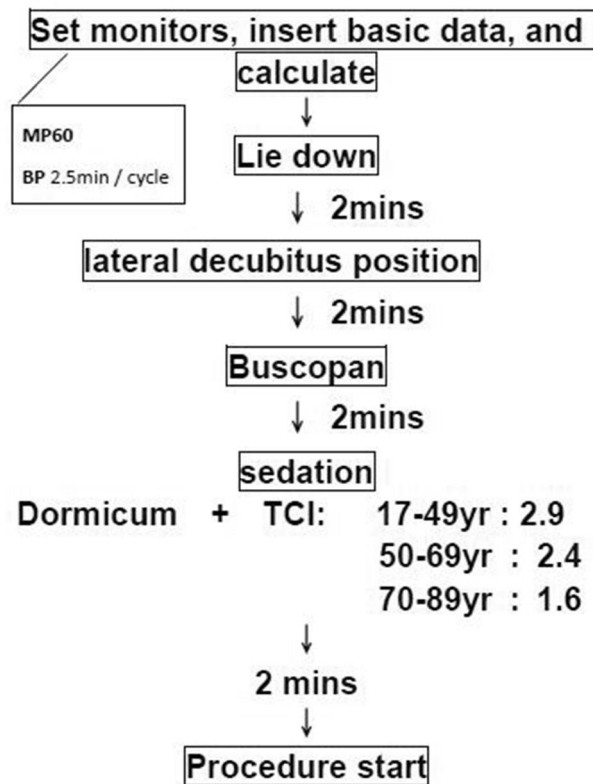 Set monitors, insert basic data, and
calculate
MP60
BP 2.5min / cycle
↓
Lie down
↓ 2mins
lateral decubitus position
↓ 2mins
Buscopan
↓ 2mins
sedation
Dormicum + TCI: 17-49yr : 2.9
50-69yr : 2.4
70-89yr : 1.6
↓
2 mins
↓
Procedure start